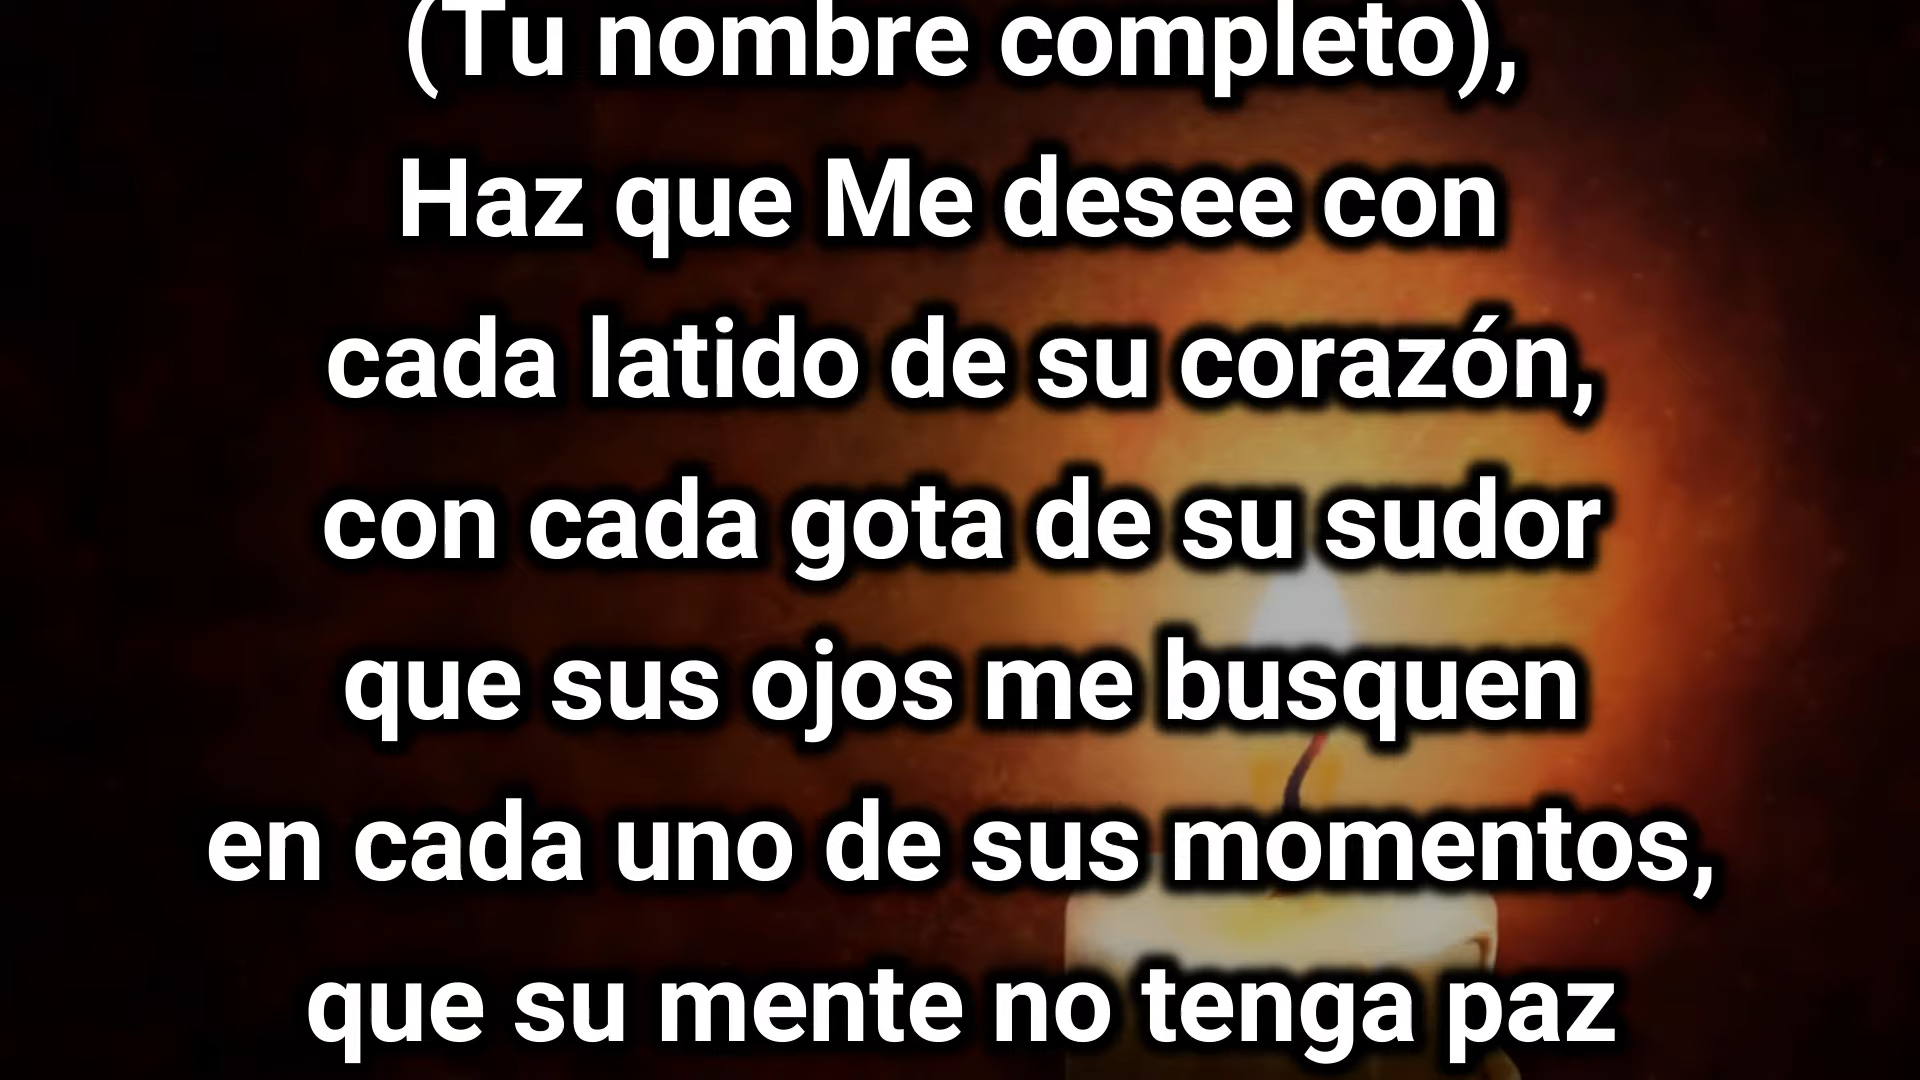 (Tu nombre completo),
Haz que Me desee con
cada latido de su corazón,
con cada gota de su sudor
que sus ojos me busquen
en cada uno de sus momentos,
que su mente no tenga paz